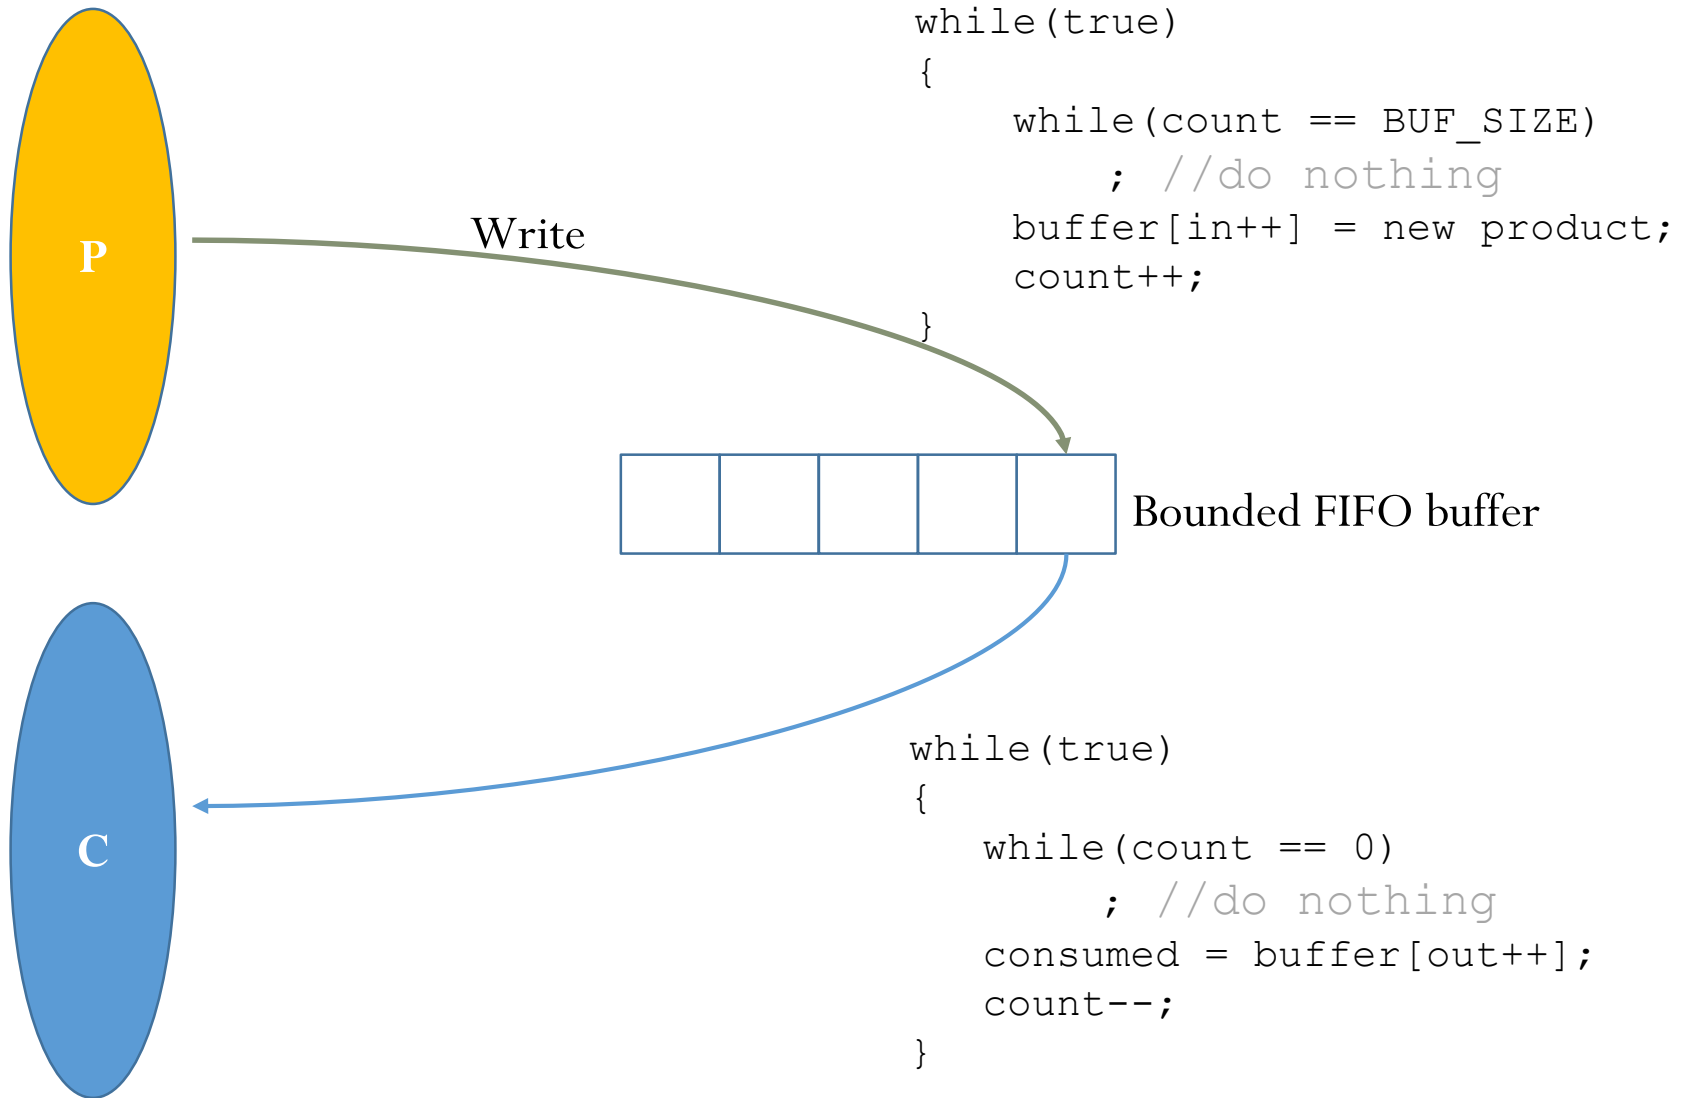 while(true)
{
while(count == BUF_SIZE)
; //do nothing
buffer[in++] = new product;
count++;
}
P
Write
Bounded FIFO buffer
C
while(true)
{
while(count == 0)
; //do nothing
consumed = buffer[out++];
count--;
}